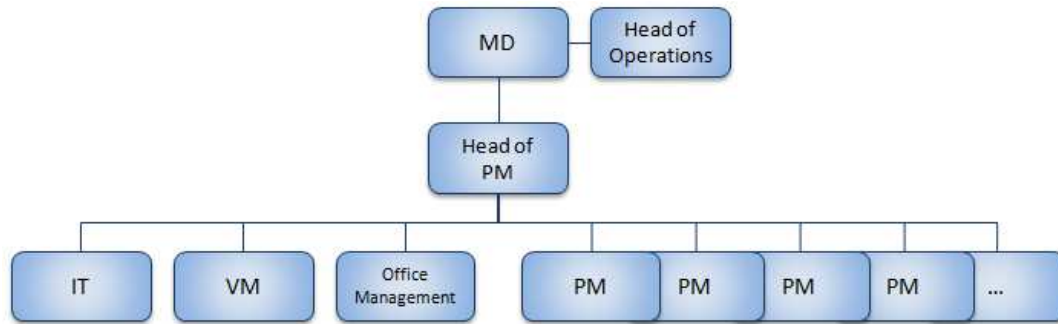 MD
Head of
Operations
Head of
PM
IT
VM
Office
Management
PM
PM
PM
PM
...